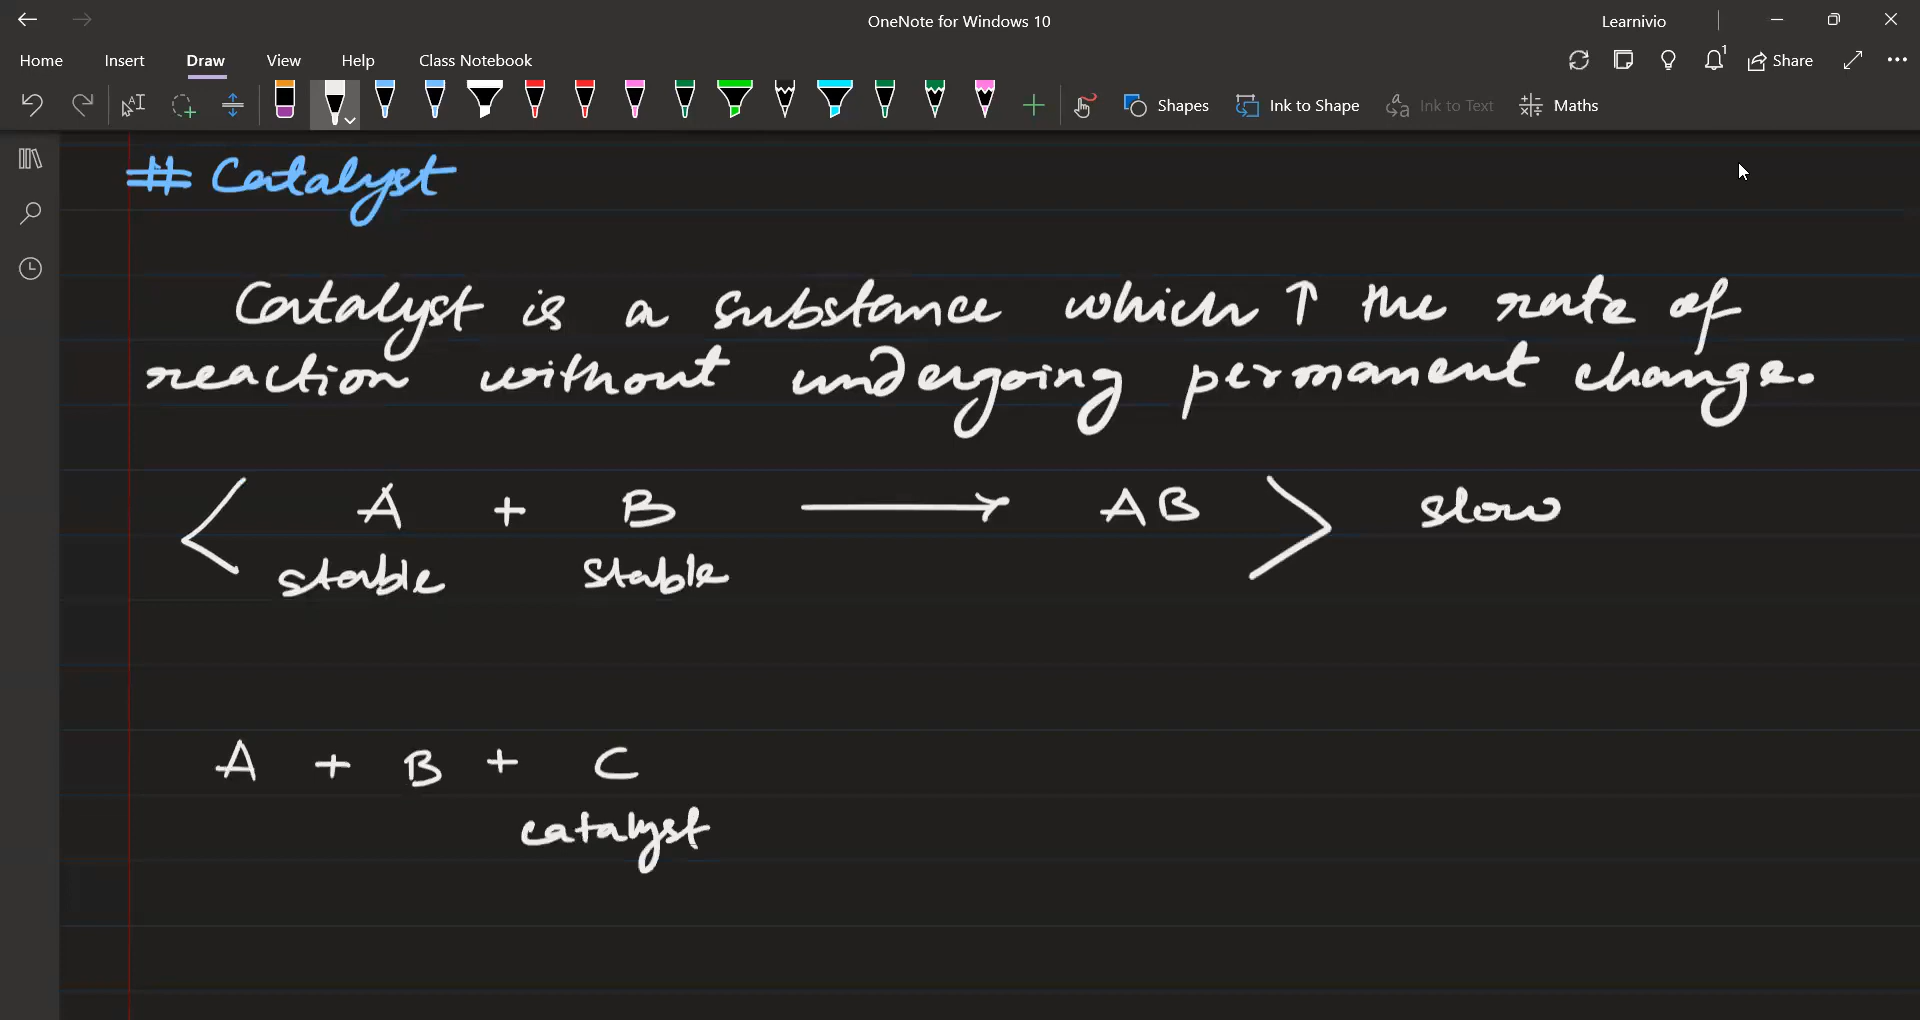 OneNote for Windows 10
Learnivio
Home Insert Draw View Help Class Notebook
1
Share
Shapes Ink to Shape Ink to Text Maths
# Catalyst
Catalyst is a substance which ↑ the rate of
reaction without undergoing permanent change.
< A + B → AB > slow
stable stable
A + B + C
catalyst